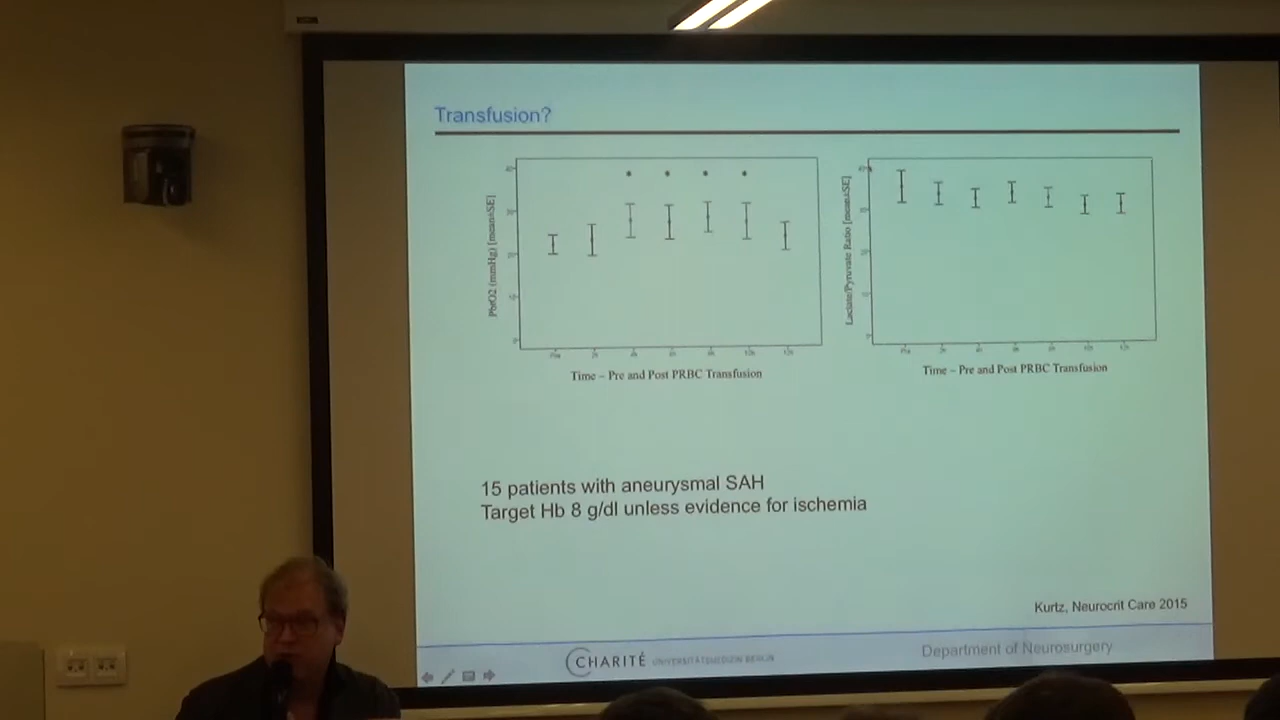 Transfusion?
PbtO2 (mmHg) [mean±SE]
Time – Pre and Post PRBC Transfusion
Lactate/Pyruvate Ratio [mean±SE]
Time – Pre and Post PRBC Transfusion
15 patients with aneurysmal SAH
Target Hb 8 g/dl unless evidence for ischemia
Kurtz, Neurocrit Care 2015
CHARITÉ UNIVERSITÄTSMEDIZIN BERLIN
Department of Neurosurgery